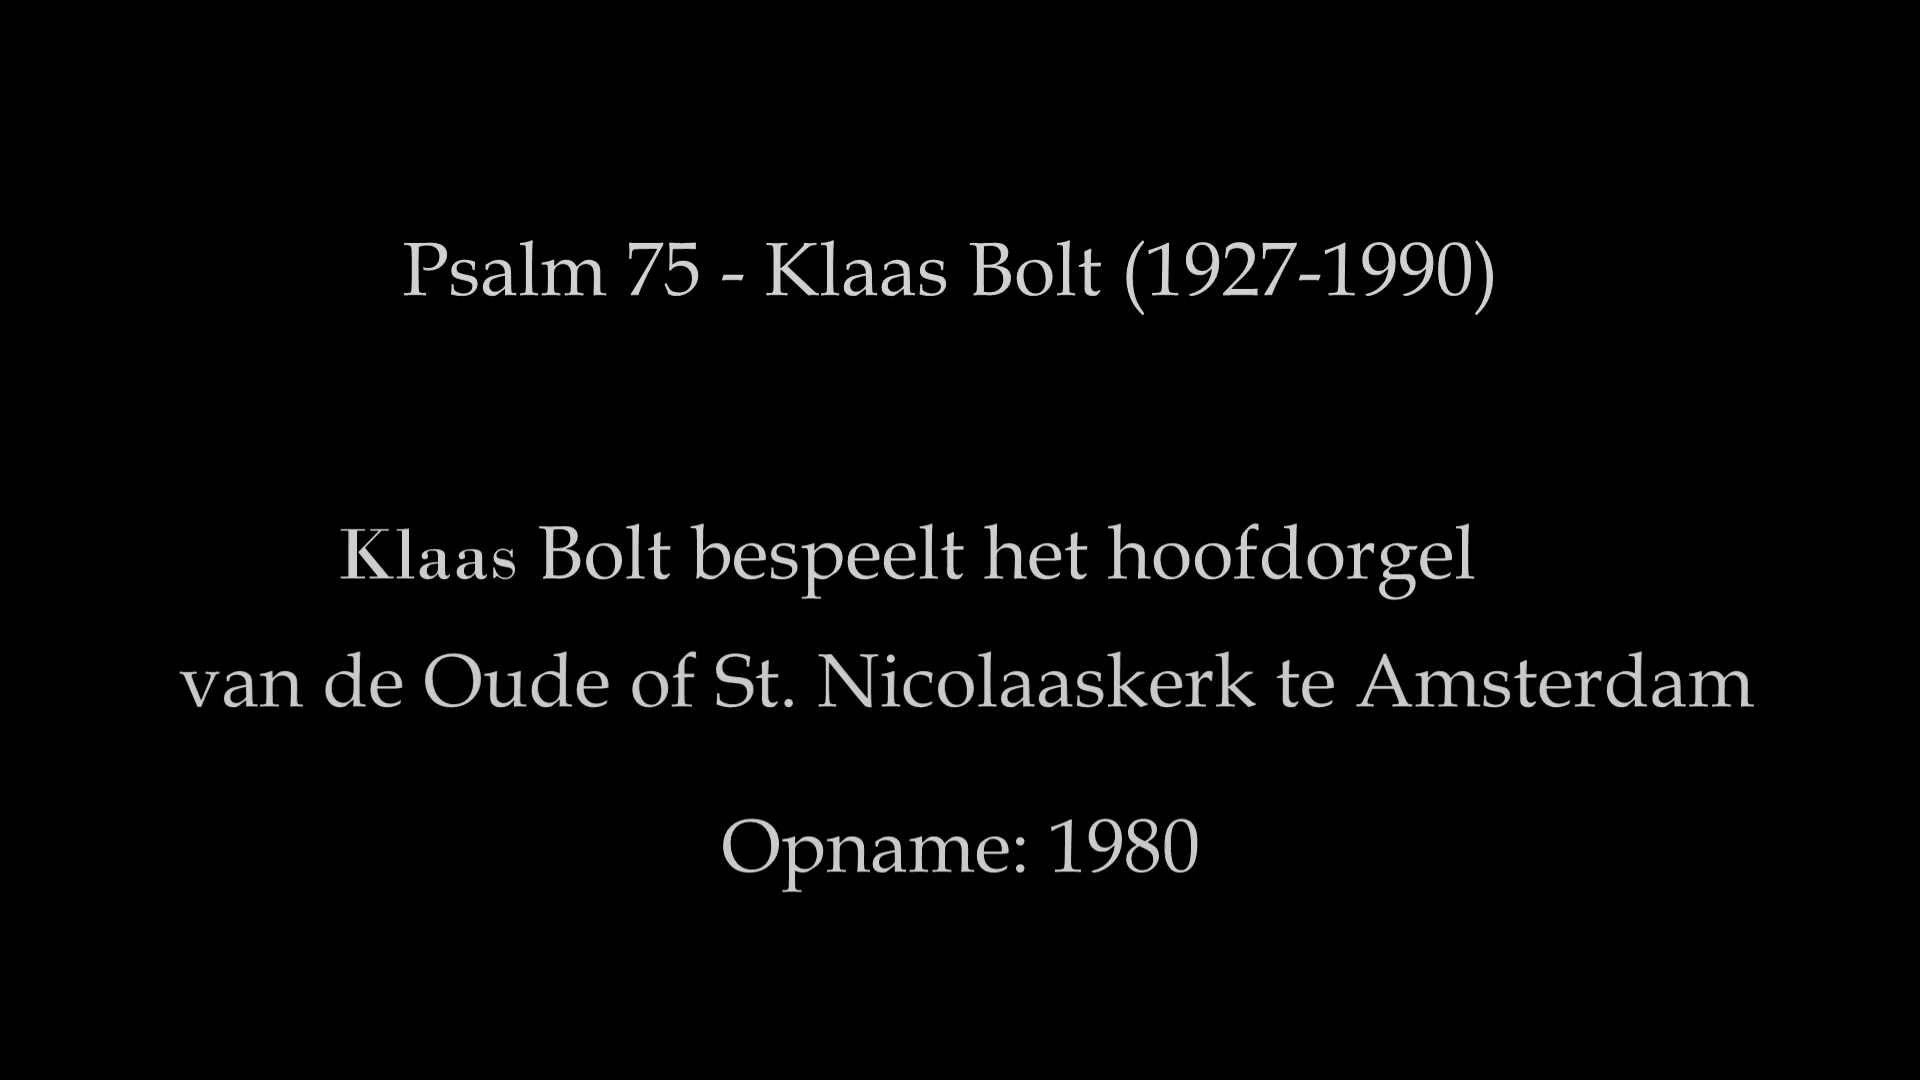 Psalm 75 - Klaas Bolt (1927-1990)
Klaas Bolt bespeelt het hoofdorgel
van de Oude of St. Nicolaaskerk te Amsterdam
Opname: 1980